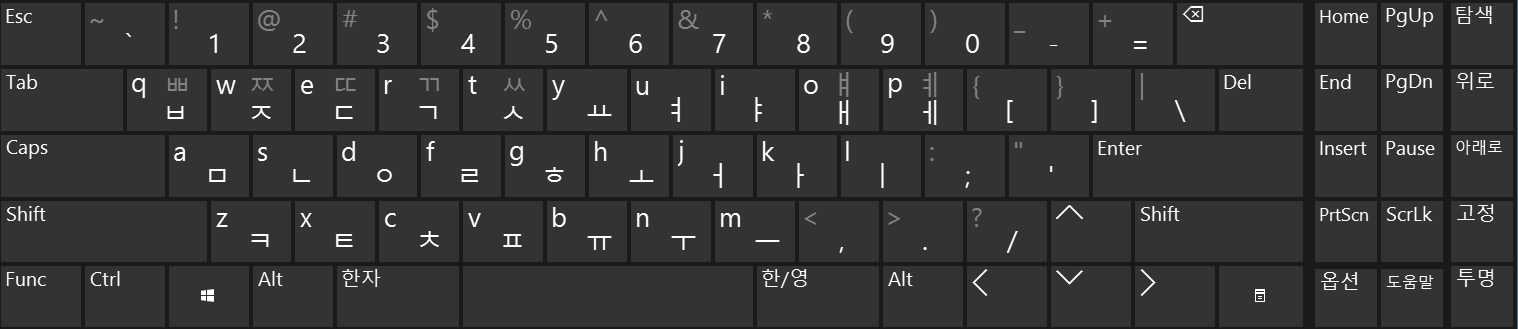 Esc ~ ` ! 1 @ 2 # 3 $ 4 % 5 ^ 6 & 7 * 8 ( 9 ) 0 _ - + = Home PgUp 탐색
Tab q ㅃ ㅂ w ㅉ ㅈ e ㄸ ㄷ r ㄲ ㄱ t ㅆ ㅅ y ㅛ u ㅕ i ㅑ o ㅒ ㅐ p ㅖ ㅔ { [ } ] | \ Del End PgDn 위로
Caps a ㅁ s ㄴ d ㅇ f ㄹ g ㅎ h ㅗ j ㅓ k ㅏ l ㅣ : ; " ' Enter Insert Pause 아래로
Shift z ㅋ x ㅌ c ㅊ v ㅍ b ㅠ n ㅜ m ㅡ < , > . ? / Shift PrtScn ScrLk 고정
Func Ctrl Alt 한자 한/영 Alt 옵션 도움말 투명